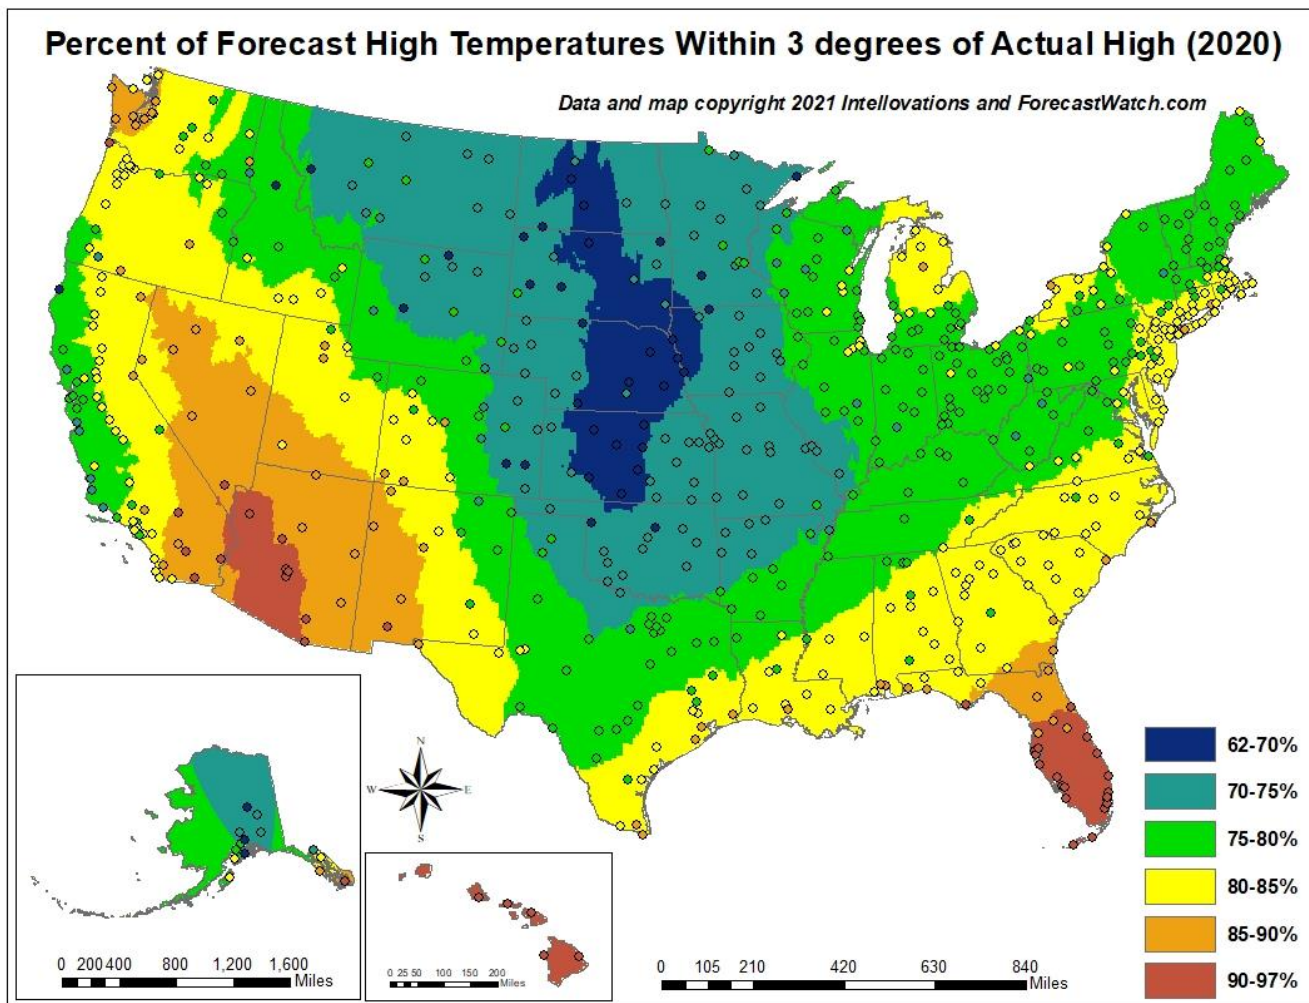 Percent of Forecast High Temperatures Within 3 degrees of Actual High (2020)
Data and map copyright 2021 Intellovations and ForecastWatch.com
N
W E
S
62-70%
70-75%
75-80%
80-85%
85-90%
90-97%
0 200 400 800 1,200 1,600
Miles
0 25 50 100 150 200
Miles
0 105 210 420 630 840
Miles